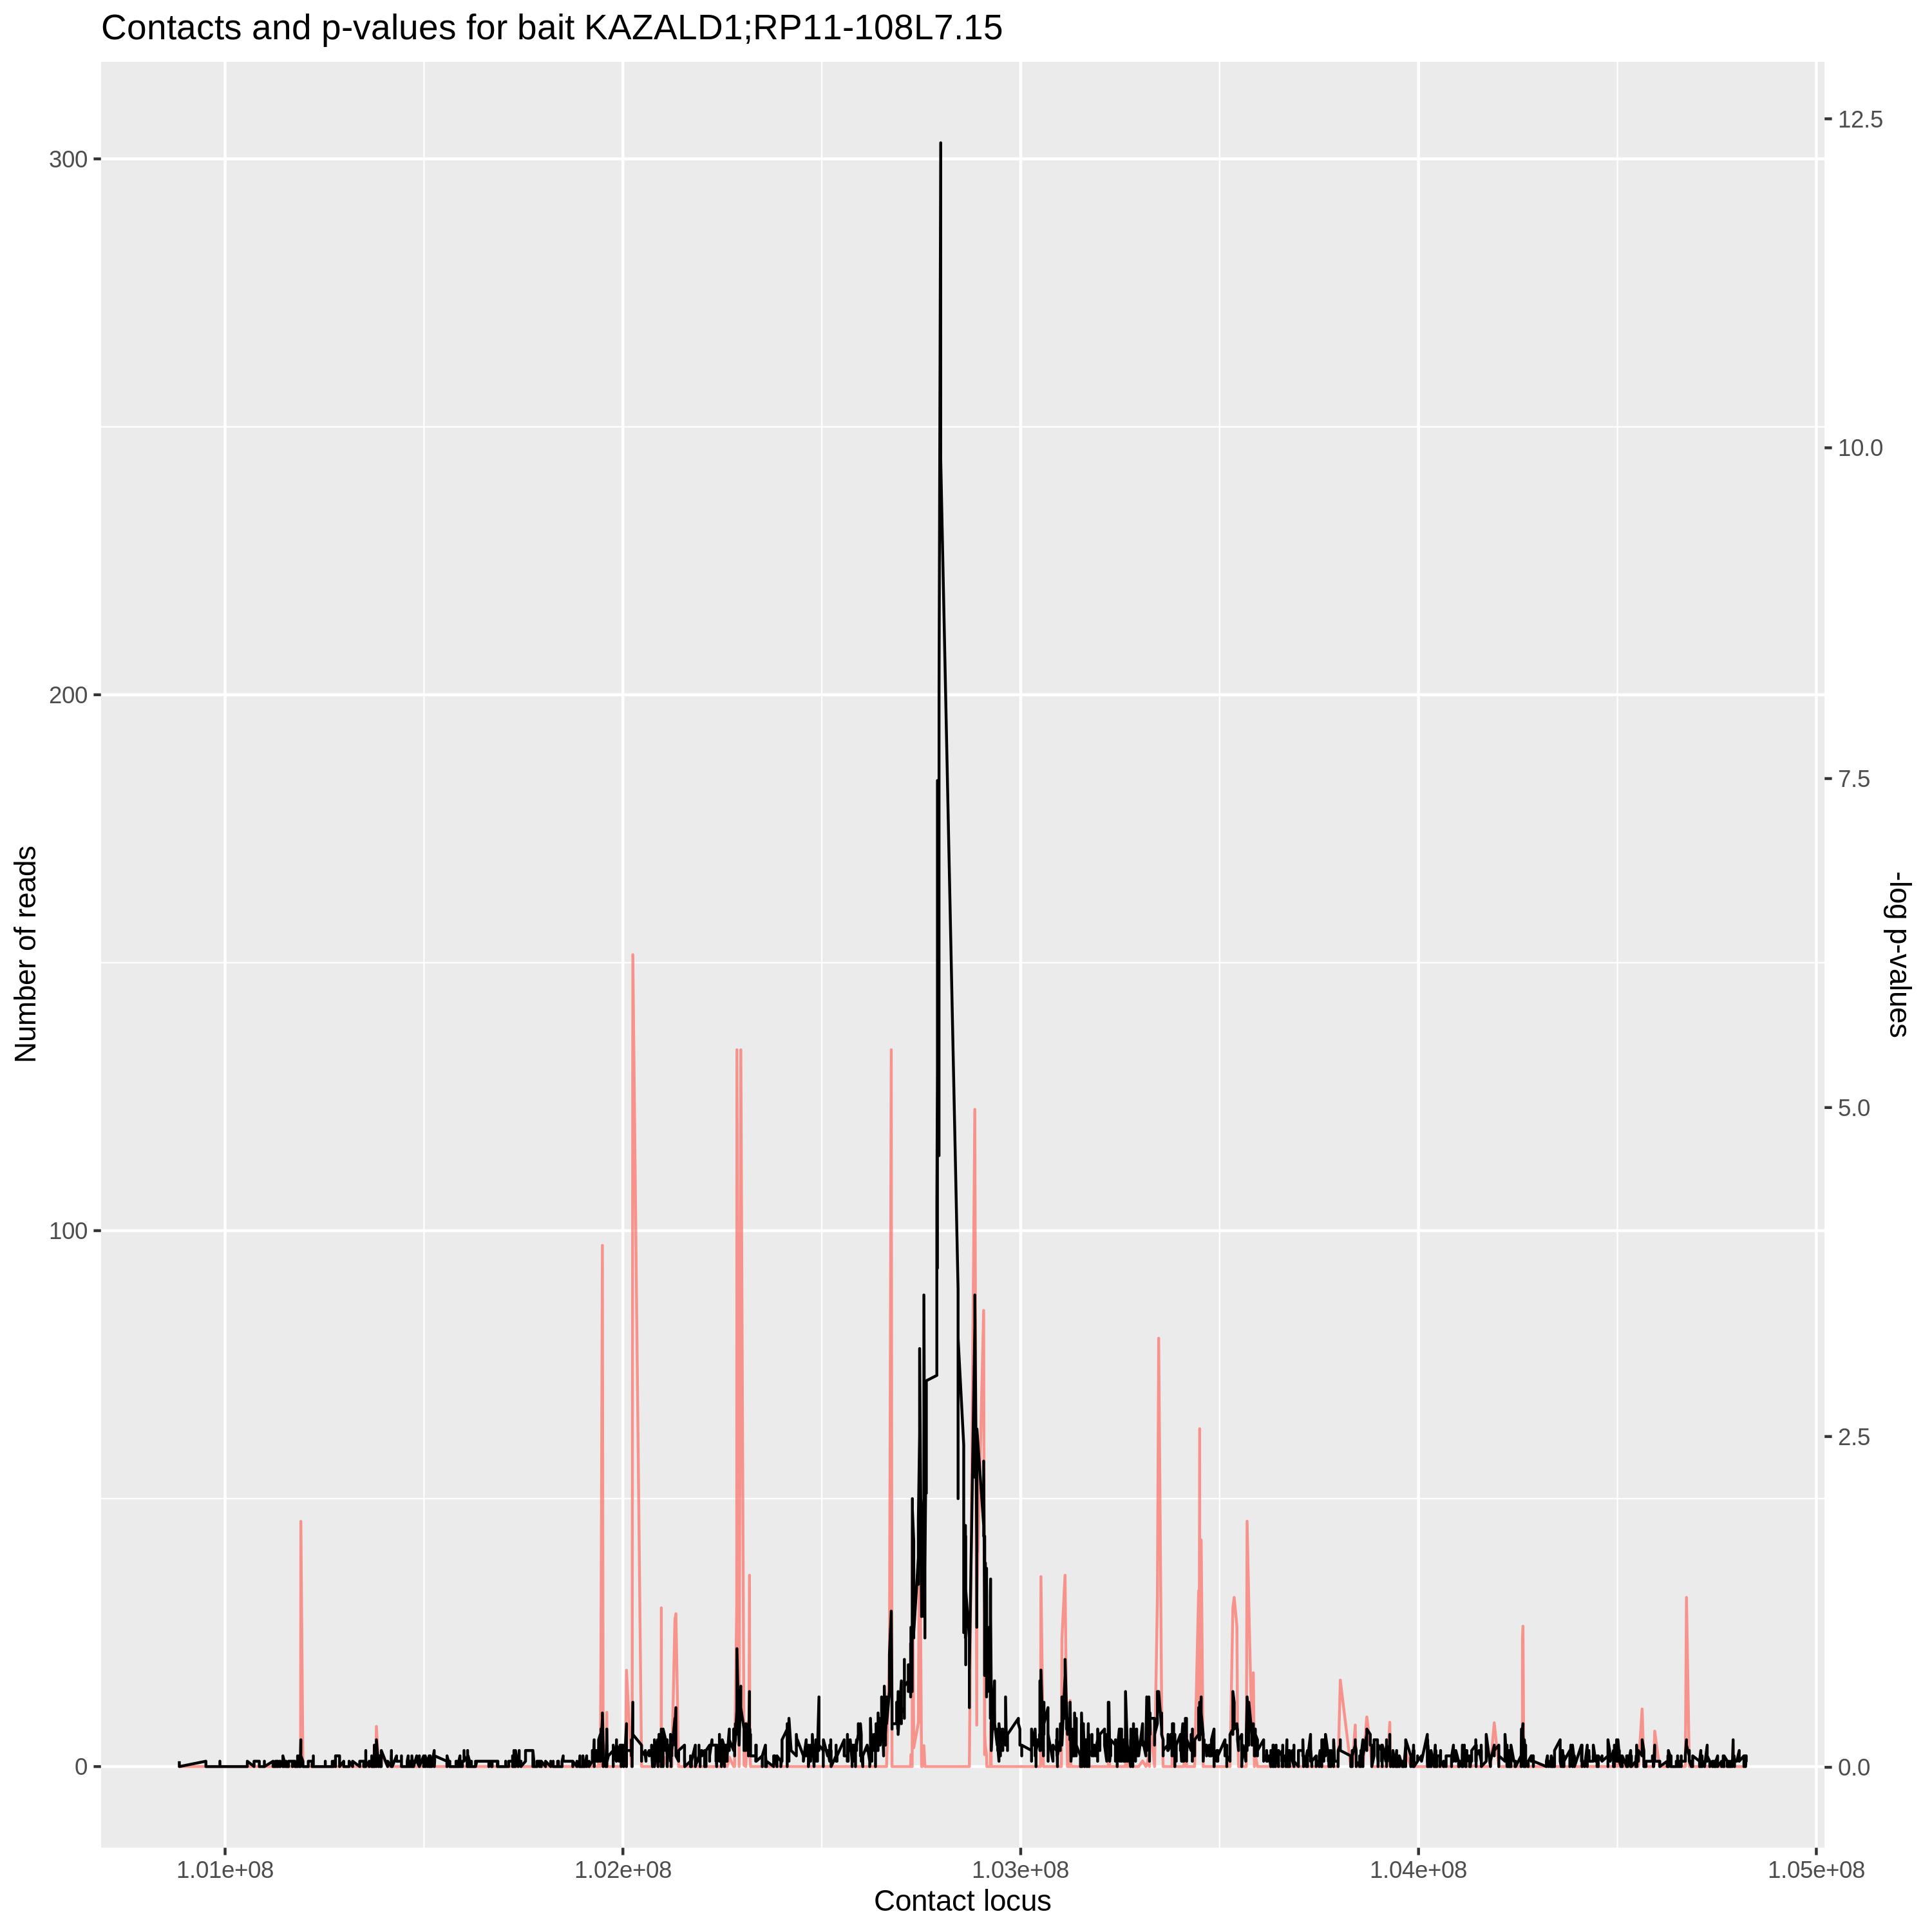 Contacts and p-values for bait KAZALD1;RP11-108L7.15
Number of reads
300
200
100
0
12.5
10.0
7.5
5.0
2.5
0.0
-log p-values
1.01e+08
1.02e+08
1.03e+08
1.04e+08
1.05e+08
Contact locus